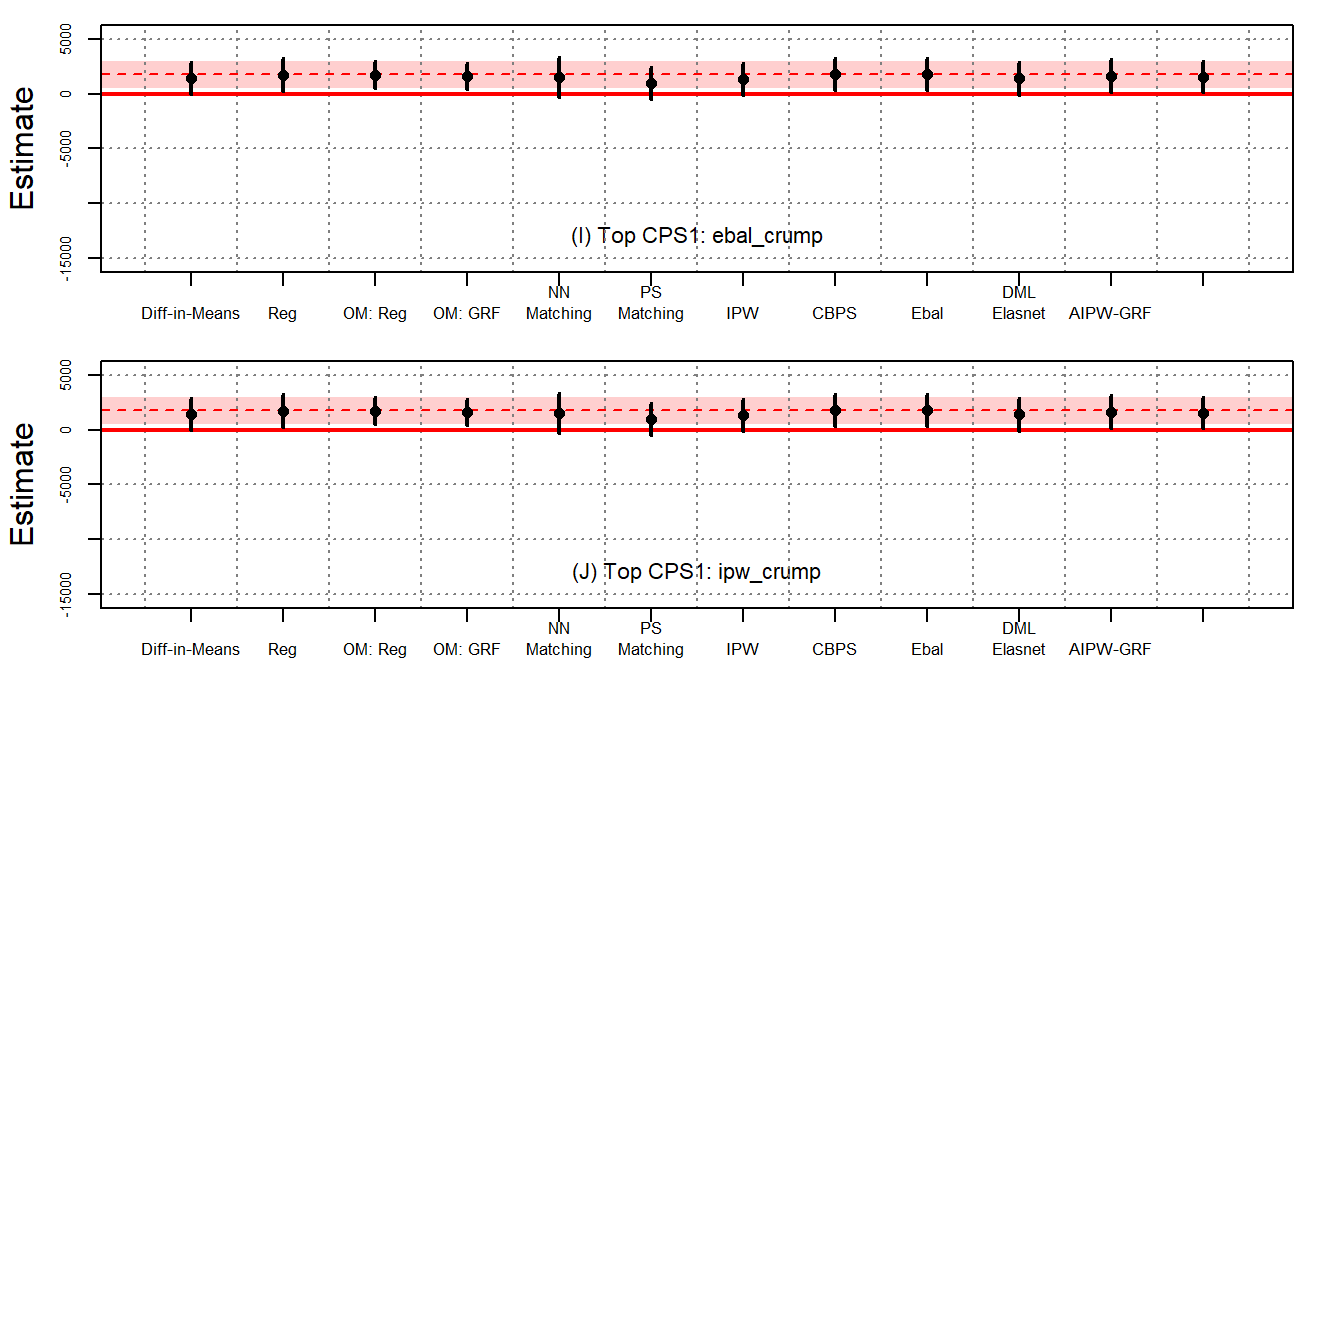 Estimate
5000
0
-5000
-15000
(I) Top CPS1: ebal_crump
Diff-in-Means
Reg
OM: Reg
OM: GRF
NN
Matching
PS
Matching
IPW
CBPS
Ebal
DML
Elasnet
AIPW-GRF
Estimate
5000
0
-5000
-15000
(J) Top CPS1: ipw_crump
Diff-in-Means
Reg
OM: Reg
OM: GRF
NN
Matching
PS
Matching
IPW
CBPS
Ebal
DML
Elasnet
AIPW-GRF